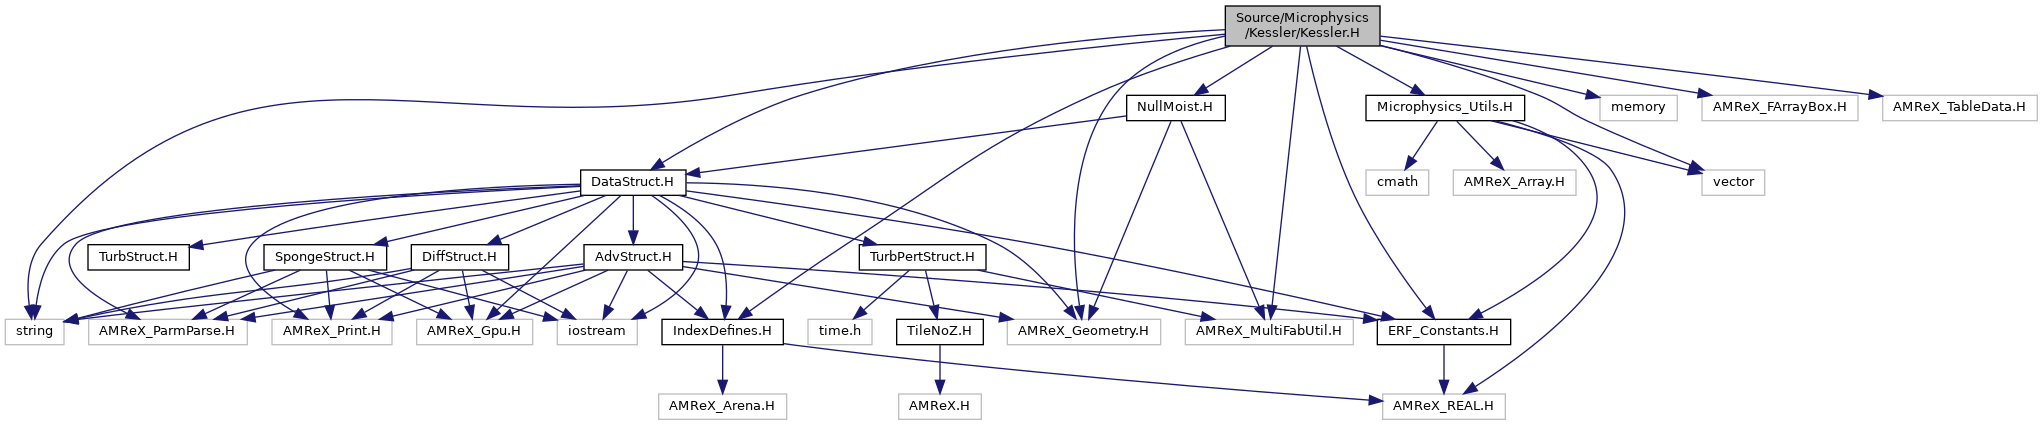 Source/Microphysics
/Kessler/Kessler.H
NullMoist.H
Microphysics_Utils.H
memory
AMReX_FArrayBox.H
AMReX_TableData.H
DataStruct.H
cmath
AMReX_Array.H
vector
TurbStruct.H
SpongeStruct.H
DiffStruct.H
AdvStruct.H
TurbPertStruct.H
string
AMReX_ParmParse.H
AMReX_Print.H
AMReX_Gpu.H
iostream
IndexDefines.H
time.h
TileNoZ.H
AMReX_Geometry.H
AMReX_MultiFabUtil.H
ERF_Constants.H
AMReX_Arena.H
AMReX.H
AMReX_REAL.H